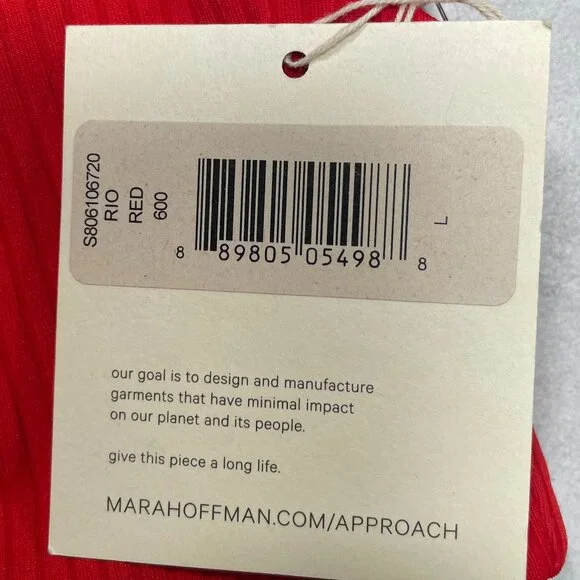 S806106720
RIO
RED
600
8 89805 05498 8
L
our goal is to design and manufacture
garments that have minimal impact
on our planet and its people.
give this piece a long life.
MARAHOFFMAN.COM/APPROACH